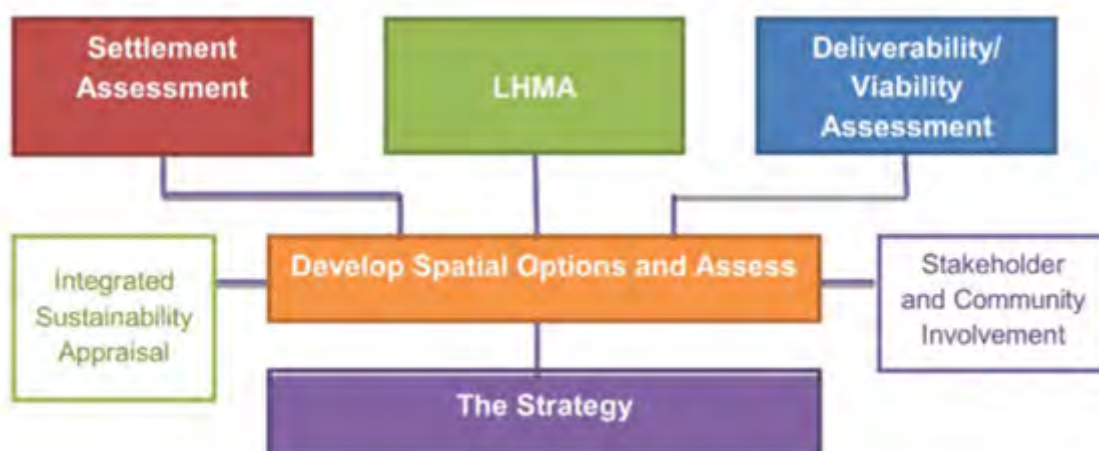 Settlement
Assessment
LHMA
Deliverability/
Viability
Assessment
Integrated
Sustainability
Appraisal
Develop Spatial Options and Assess
Stakeholder
and Community
Involvement
The Strategy